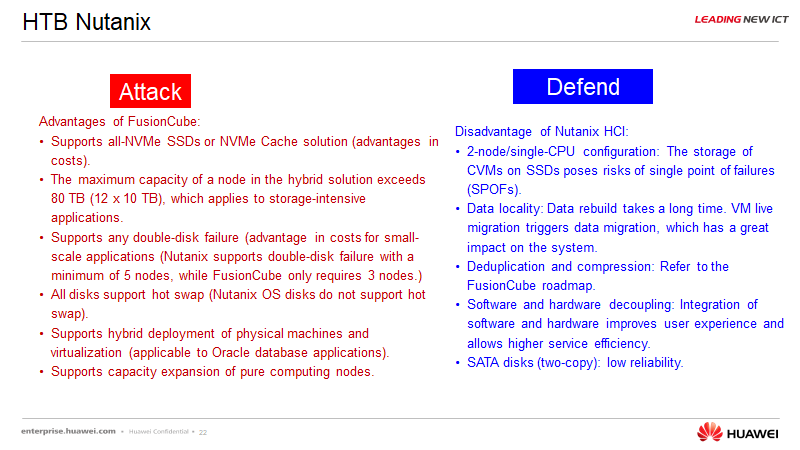 HTB Nutanix
LEADING NEW ICT
Attack
Advantages of FusionCube:
• Supports all-NVMe SSDs or NVMe Cache solution (advantages in
costs).
• The maximum capacity of a node in the hybrid solution exceeds
80 TB (12 x 10 TB), which applies to storage-intensive
applications.
• Supports any double-disk failure (advantage in costs for small-
scale applications (Nutanix supports double-disk failure with a
minimum of 5 nodes, while FusionCube only requires 3 nodes.)
• All disks support hot swap (Nutanix OS disks do not support hot
swap).
• Supports hybrid deployment of physical machines and
virtualization (applicable to Oracle database applications).
• Supports capacity expansion of pure computing nodes.
Defend
Disadvantage of Nutanix HCI:
• 2-node/single-CPU configuration: The storage of
CVMs on SSDs poses risks of single point of failures
(SPOFs).
• Data locality: Data rebuild takes a long time. VM live
migration triggers data migration, which has a great
impact on the system.
• Deduplication and compression: Refer to the
FusionCube roadmap.
• Software and hardware decoupling: Integration of
software and hardware improves user experience and
allows higher service efficiency.
• SATA disks (two-copy): low reliability.
enterprise.huawei.com • Huawei Confidential • 22
HUAWEI